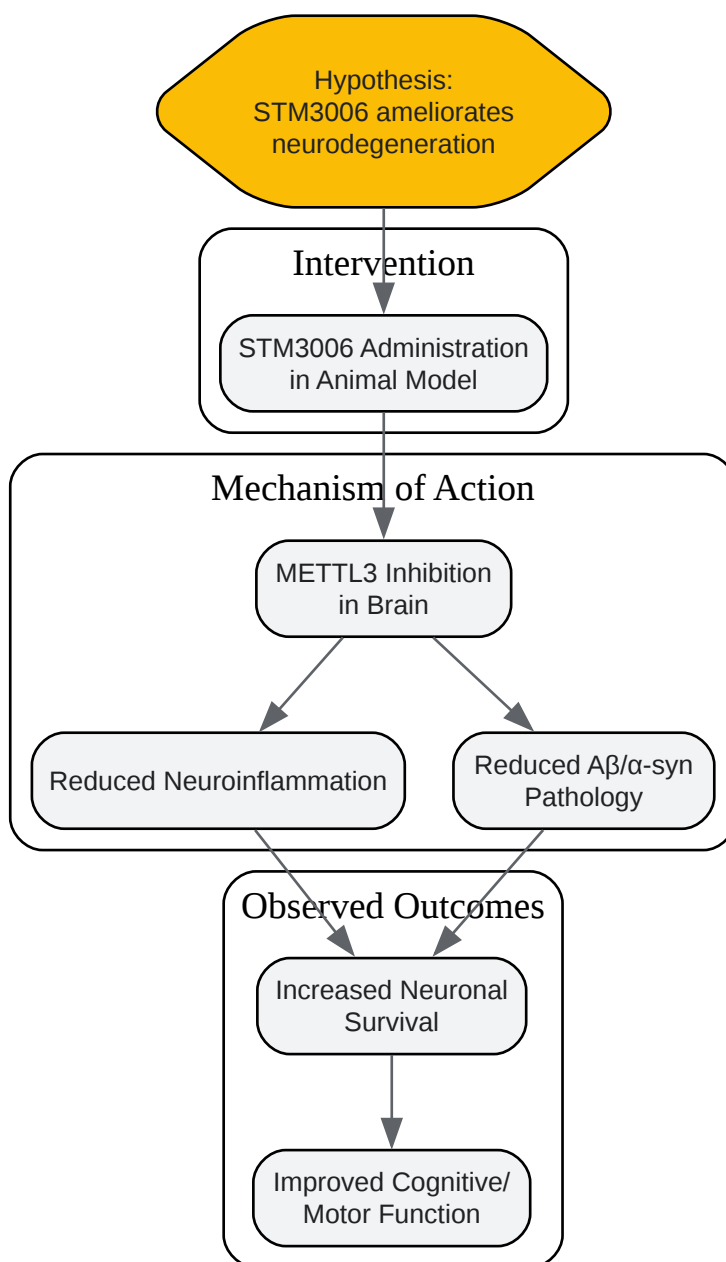 Hypothesis:
STM3006 ameliorates
neurodegeneration
Intervention
STM3006 Administration
in Animal Model
Mechanism of Action
METTL3 Inhibition
in Brain
Reduced Neuroinflammation
Reduced Aβ/α-syn
Pathology
Observed Outcomes
Increased Neuronal
Survival
Improved Cognitive/
Motor Function